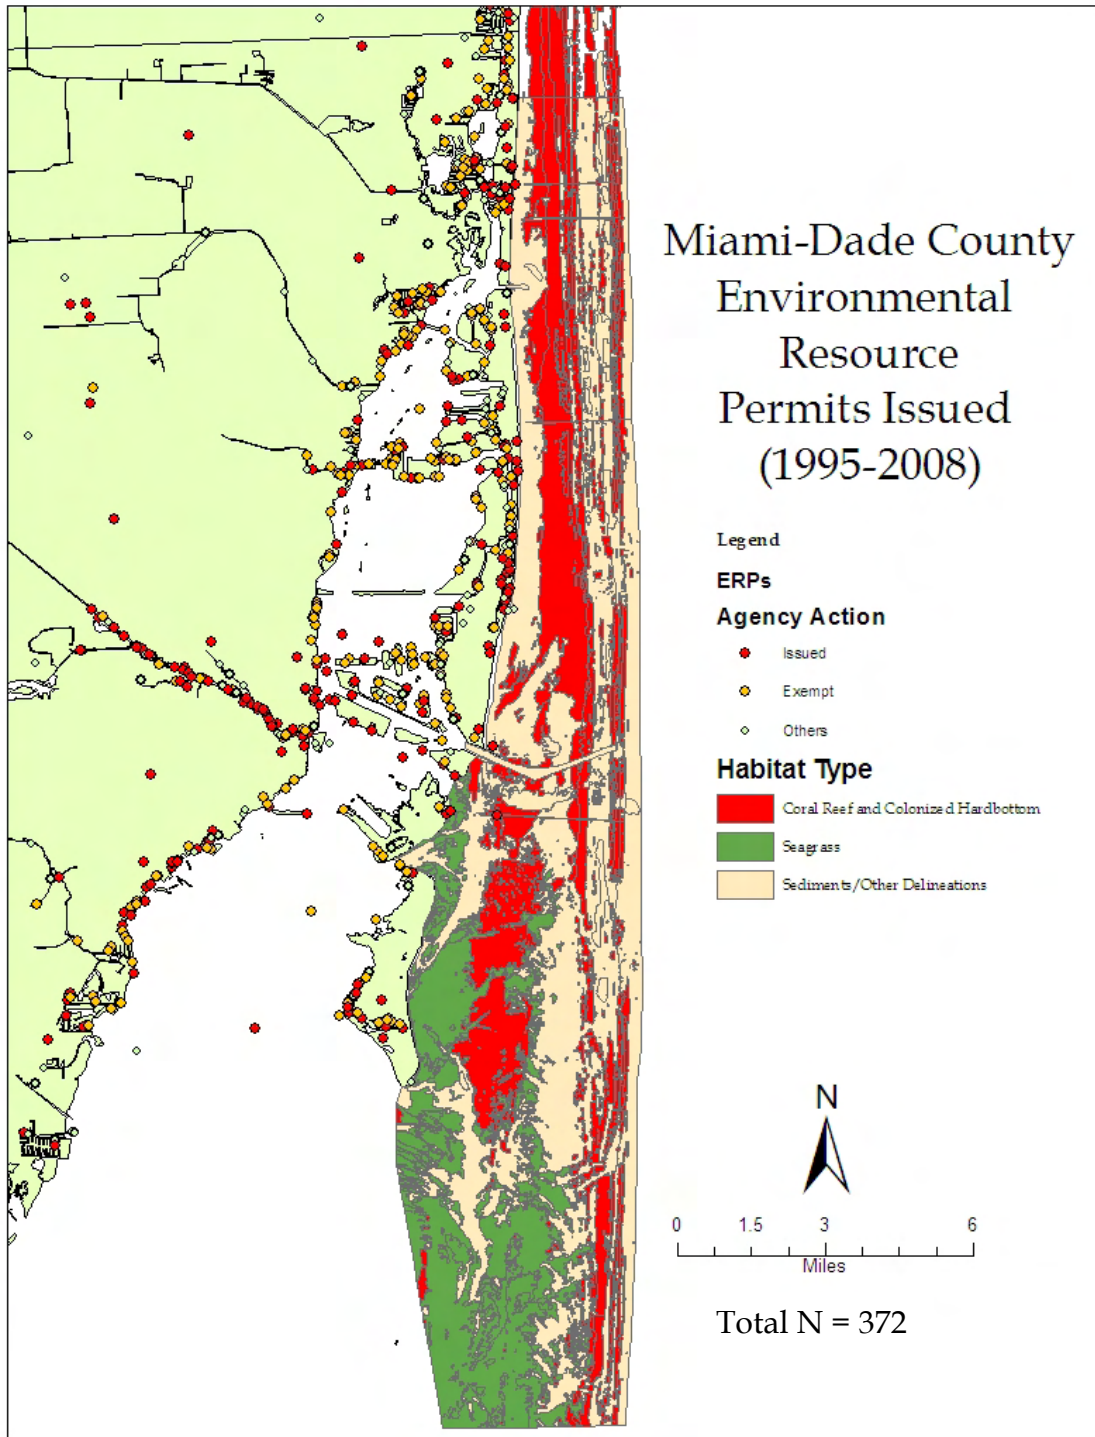 Miami-Dade County
Environmental
Resource
Permits Issued
(1995-2008)
Legend
ERPs
Agency Action
Issued
Exempt
Others
Habitat Type
Coral Reef and Colonized Hardbottom
Seagrass
Sediments/Other Delineations
N
0 1.5 3 6
Miles
Total N = 372